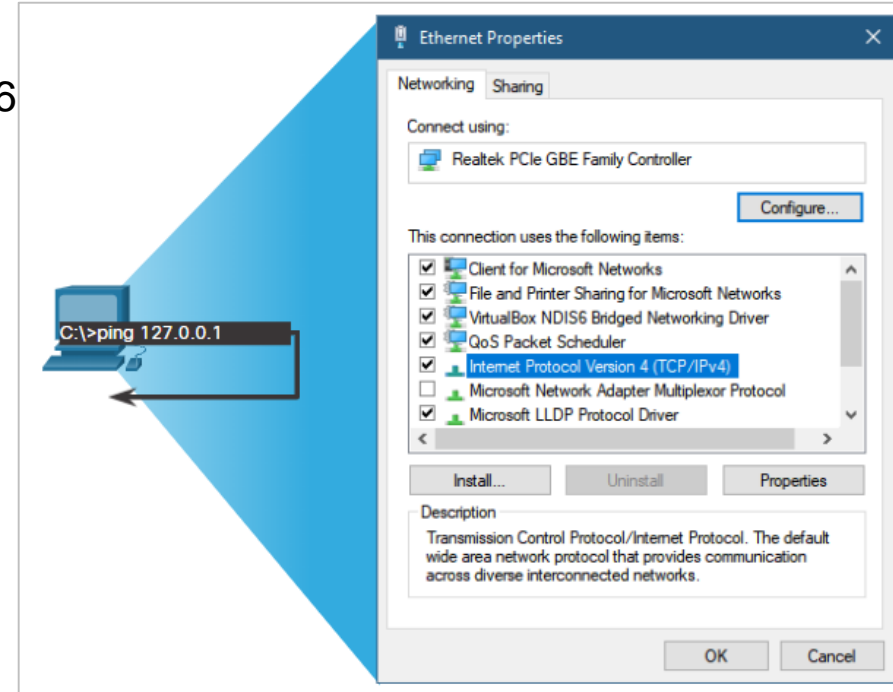 6
C:\>ping 127.0.0.1
Ethernet Properties
Networking Sharing
Connect using:
Realtek PCIe GBE Family Controller
Configure...
This connection uses the following items:
Client for Microsoft Networks
File and Printer Sharing for Microsoft Networks
VirtualBox NDIS6 Bridged Networking Driver
QoS Packet Scheduler
Internet Protocol Version 4 (TCP/IPv4)
Microsoft Network Adapter Multiplexor Protocol
Microsoft LLDP Protocol Driver
Install... Uninstall Properties
Description
Transmission Control Protocol/Internet Protocol. The default
wide area network protocol that provides communication
across diverse interconnected networks.
OK Cancel